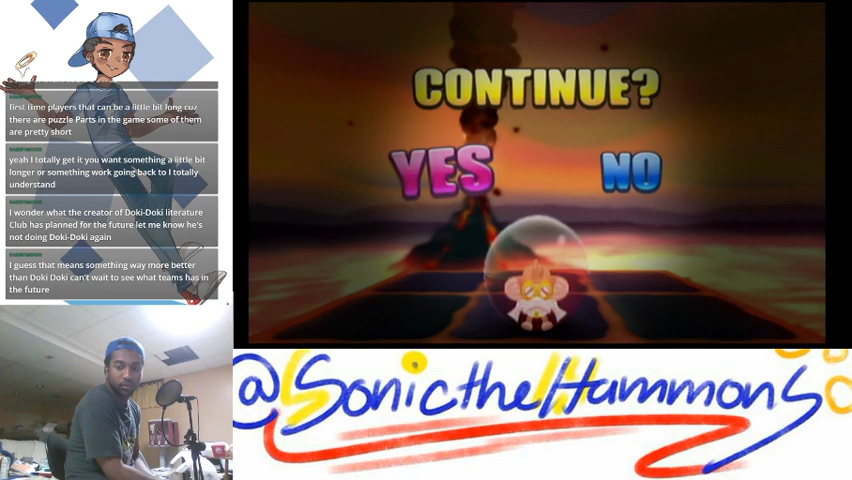 first time players that can be a little bit long cuz
there are puzzle Parts in the game some of them
are pretty short
yeah I totally get it you want something a little bit
longer or something work going back to I totally
understand
I wonder what the creator of Doki-Doki literature
Club has planned for the future let me know he's
not doing Doki-Doki again
I guess that means something way more better
than Doki Doki can't wait to see what teams has in
the future
CONTINUE?
YES NO
@SonictheHammons